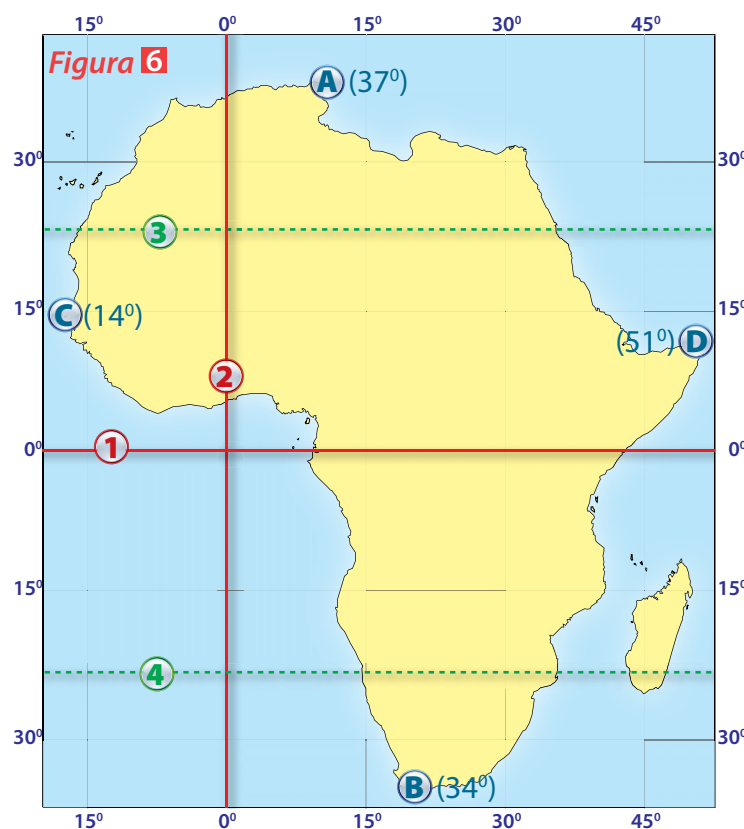 15⁰ 0⁰ 15⁰ 30⁰ 45⁰
Figura 6
A (37⁰)
30⁰ 30⁰
3
15⁰ C (14⁰) 15⁰
(51⁰) D
2
1
0⁰ 0⁰
15⁰ 15⁰
4
30⁰ 30⁰
B (34⁰)
15⁰ 0⁰ 15⁰ 30⁰ 45⁰